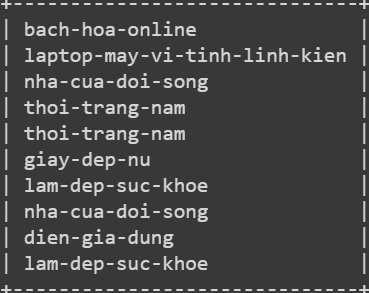 bach-hoa-online
laptop-may-vi-tinh-linh-kien
nha-cua-doi-song
thoi-trang-nam
thoi-trang-nam
giay-dep-nu
lam-dep-suc-khoe
nha-cua-doi-song
dien-gia-dung
lam-dep-suc-khoe